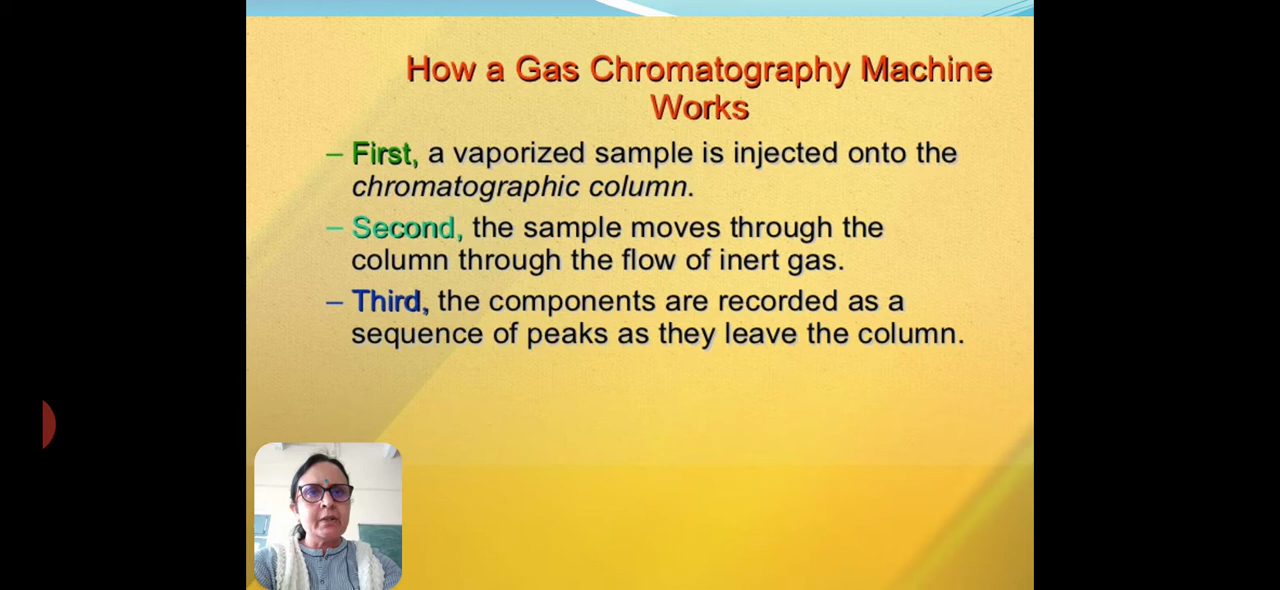 How a Gas Chromatography Machine
Works
– First, a vaporized sample is injected onto the
chromatographic column.
– Second, the sample moves through the
column through the flow of inert gas.
– Third, the components are recorded as a
sequence of peaks as they leave the column.